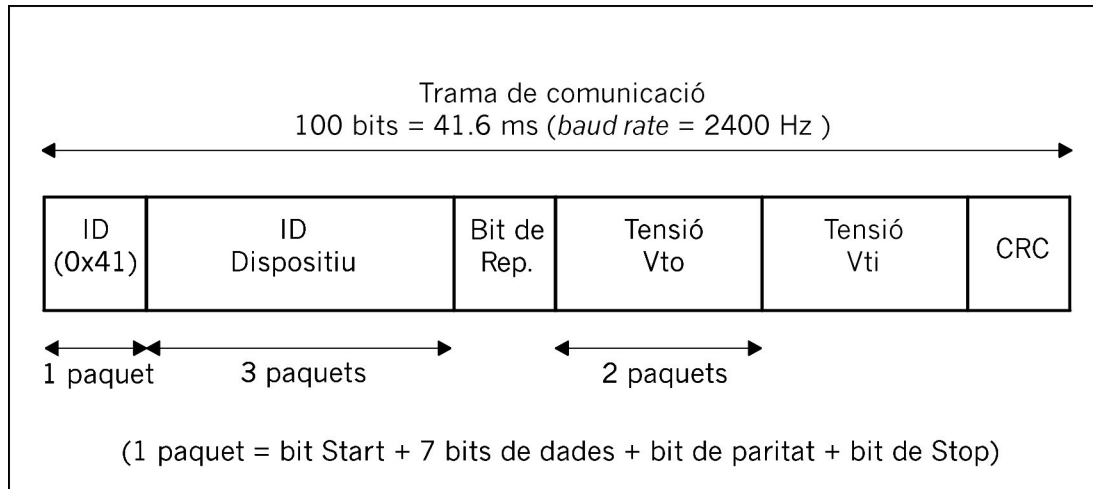 Trama de comunicació
100 bits = 41.6 ms (baud rate = 2400 Hz )
ID
(0x41)
ID
Dispositiu
Bit de
Rep.
Tensió
Vto
Tensió
Vti
CRC
1 paquet
3 paquets
2 paquets
(1 paquet = bit Start + 7 bits de dades + bit de paritat + bit de Stop)